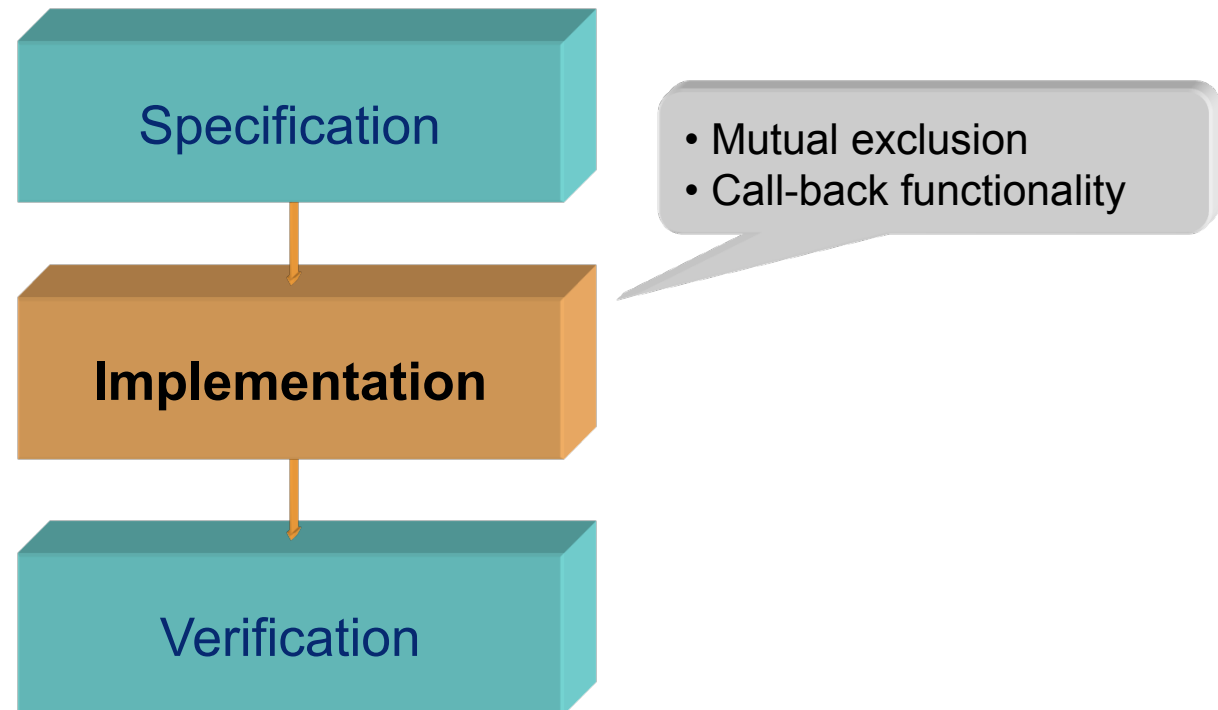 Specification
• Mutual exclusion
• Call-back functionality
Implementation
Verification